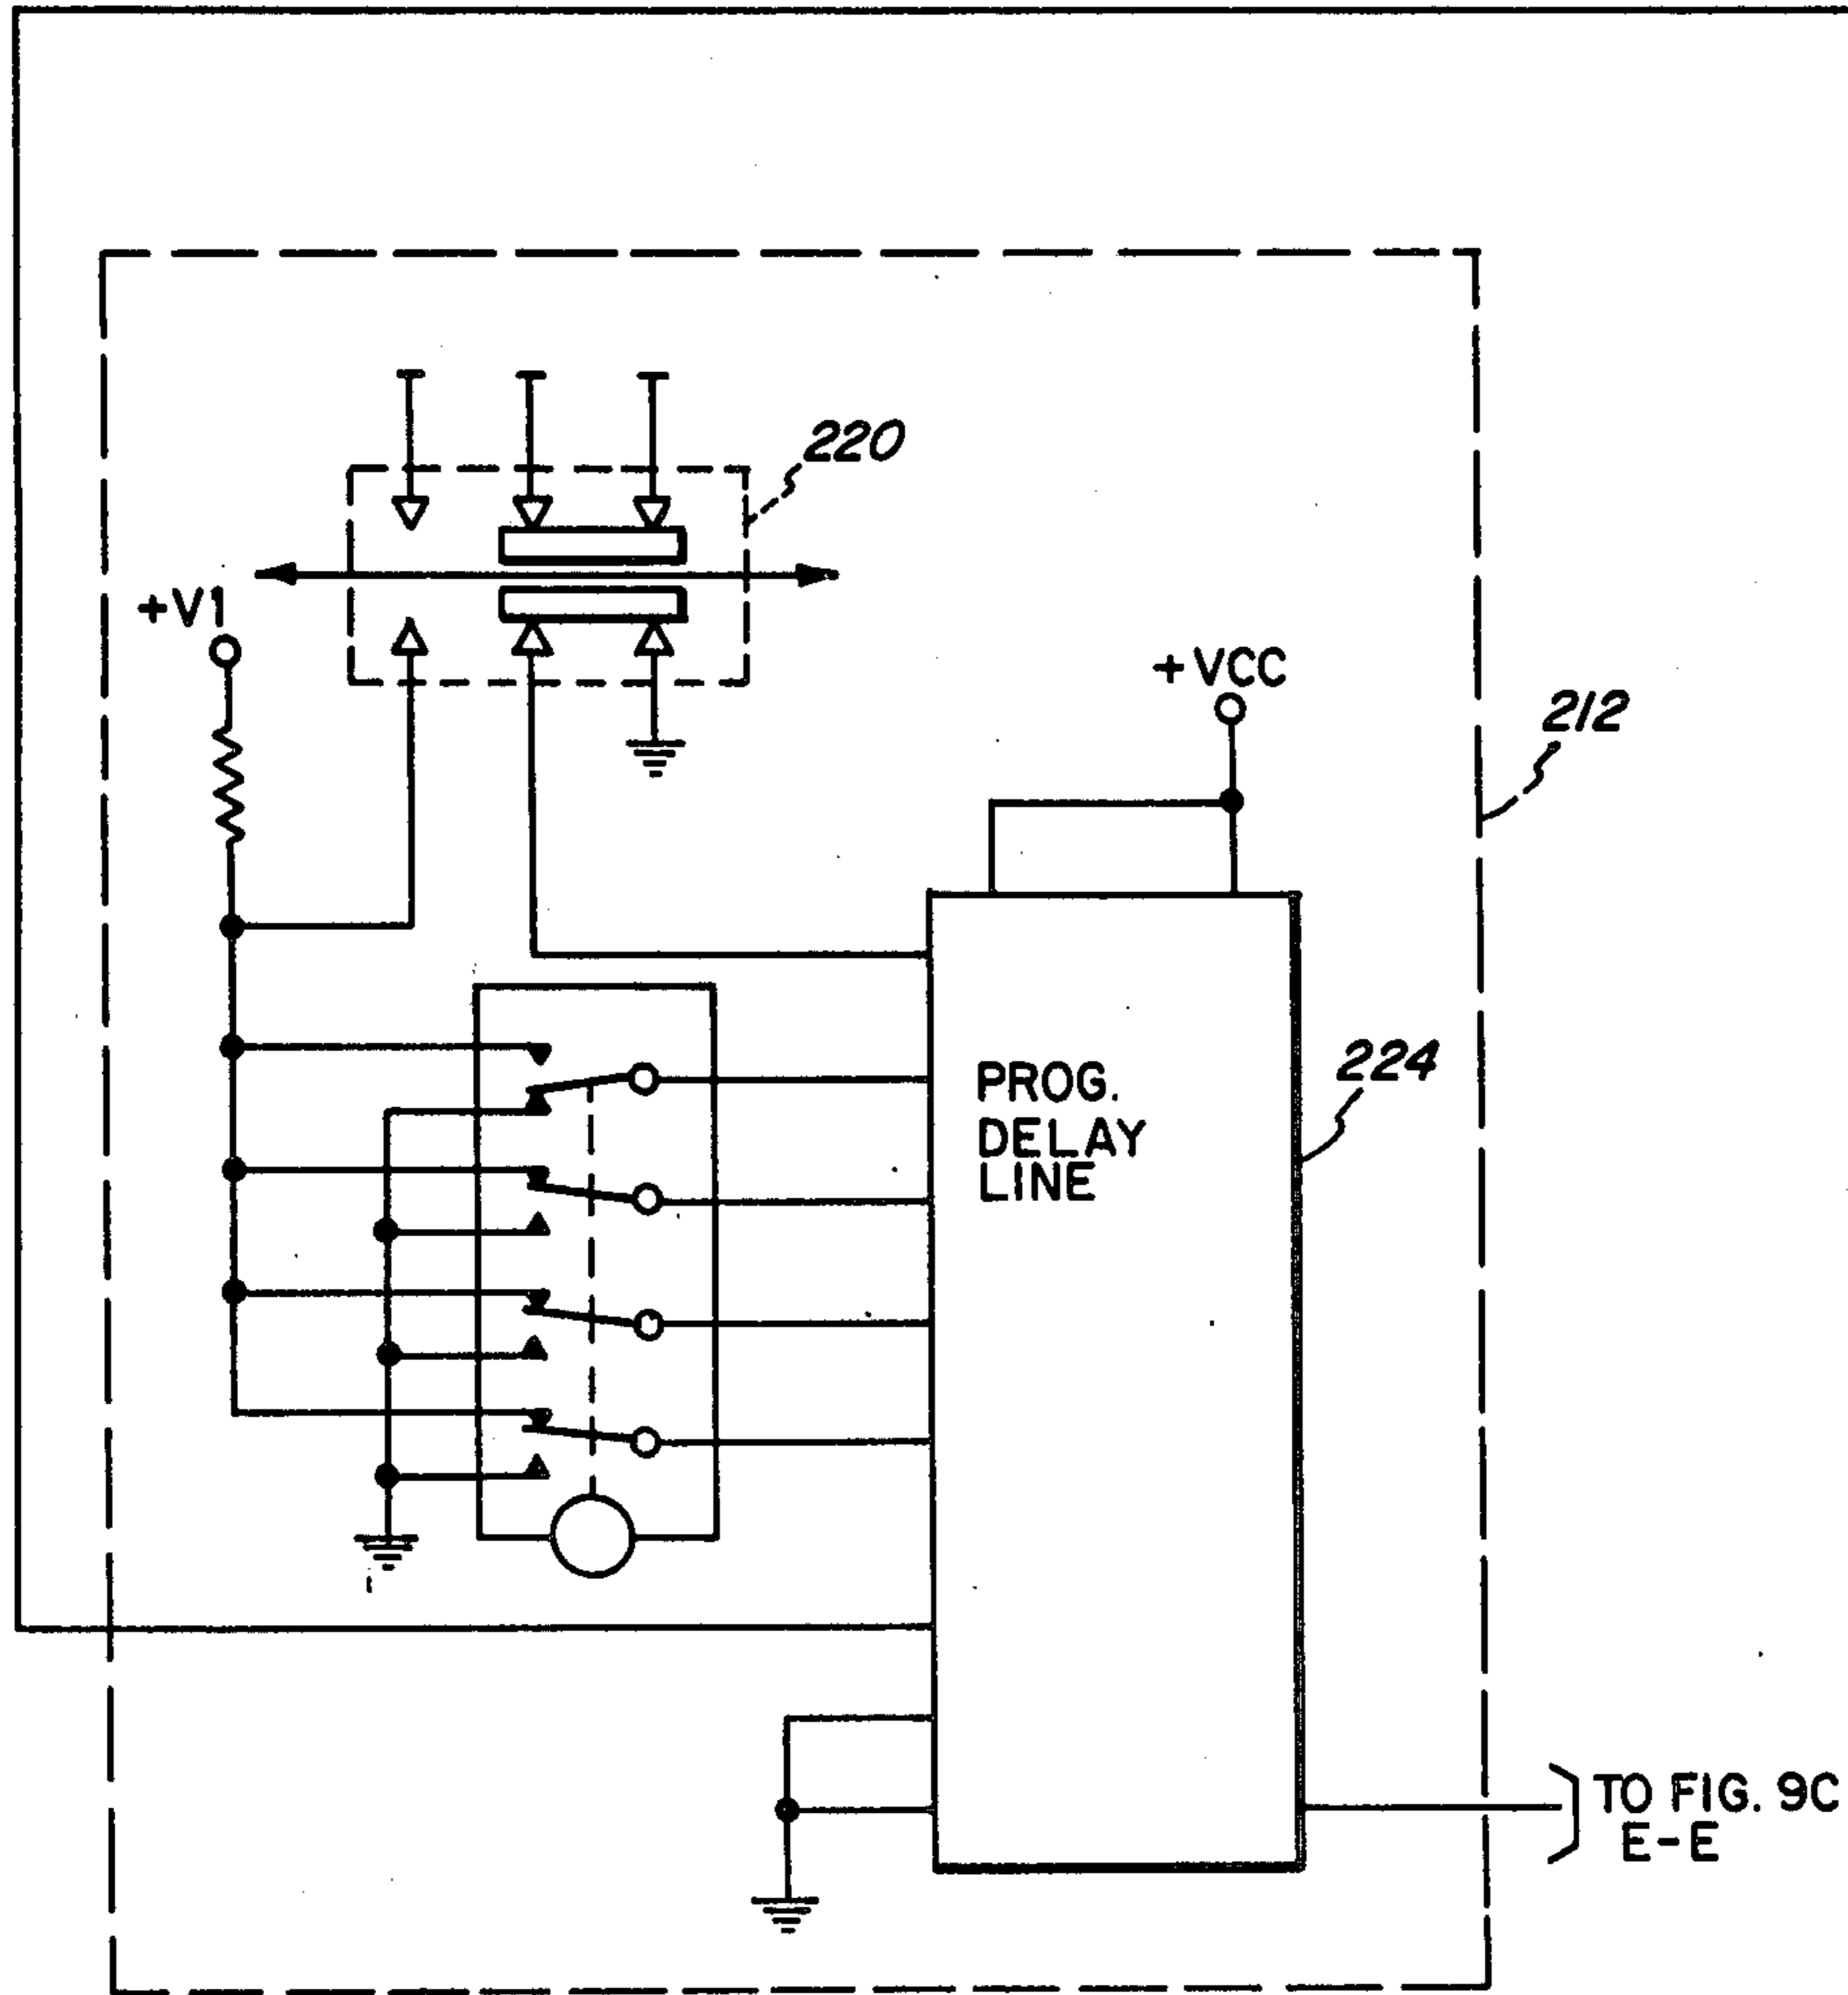 220
+V1
+VCC
212
PROG.
DELAY
LINE
224
TO FIG. 9C
E-E